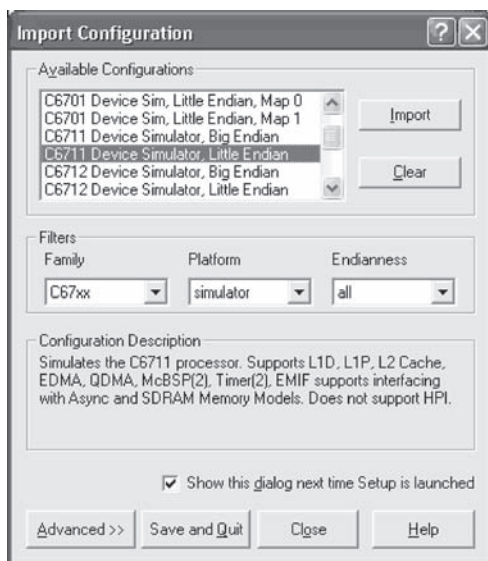 Import Configuration
Available Configurations
C6701 Device Sim, Little Endian, Map 0
C6701 Device Sim, Little Endian, Map 1
C6711 Device Simulator, Big Endian
C6711 Device Simulator, Little Endian
C6712 Device Simulator, Big Endian
C6712 Device Simulator, Little Endian
Import
Clear
Filters
Family Platform Endianness
C67xx simulator all
Configuration Description
Simulates the C6711 processor. Supports L1D, L1P, L2 Cache,
EDMA, QDMA, McBSP(2), Timer(2), EMIF supports interfacing
with Async and SDRAM Memory Models. Does not support HPI.
Show this dialog next time Setup is launched
Advanced >> Save and Quit Close Help